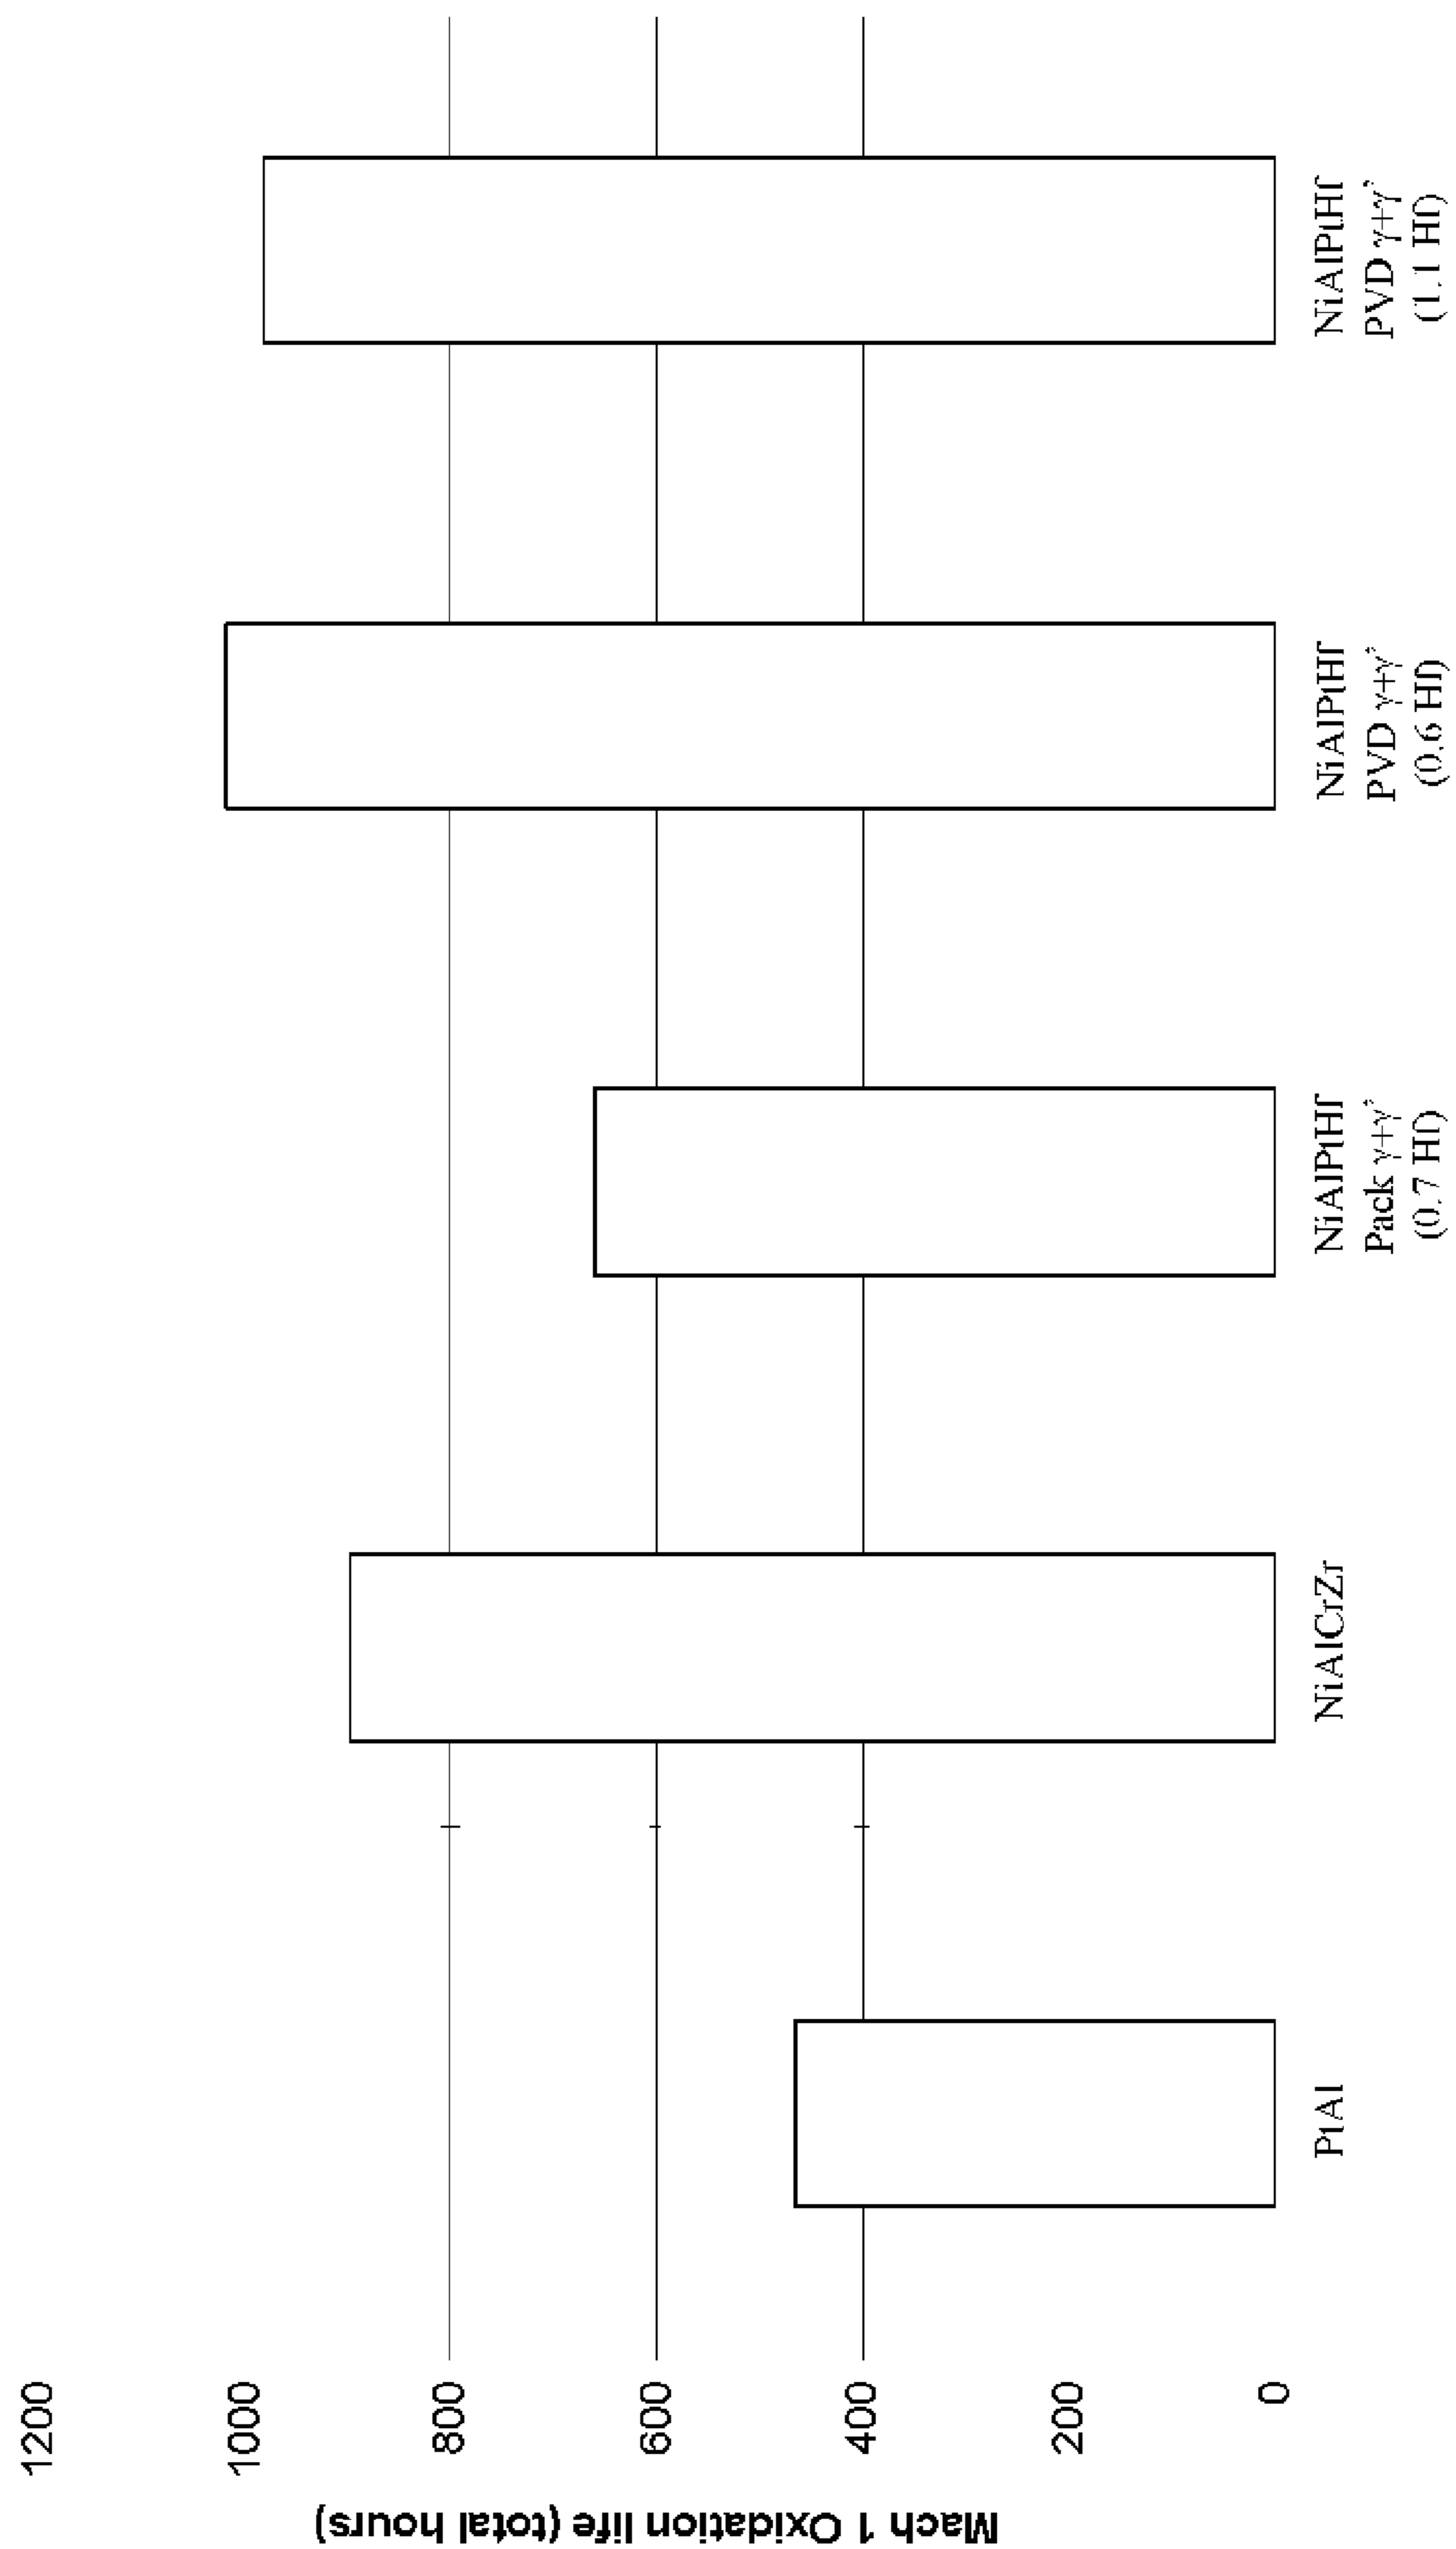 Mach 1 Oxidation life (total hours)
1200
1000
800
600
400
200
0
PtAl
NiAlCrZr
NiAlPtHf
Pack γ+γ’
(0.7 Hf)
NiAlPtHf
PVD γ+γ’
(0.6 Hf)
NiAlPtHf
PVD γ+γ’
(1.1 Hf)